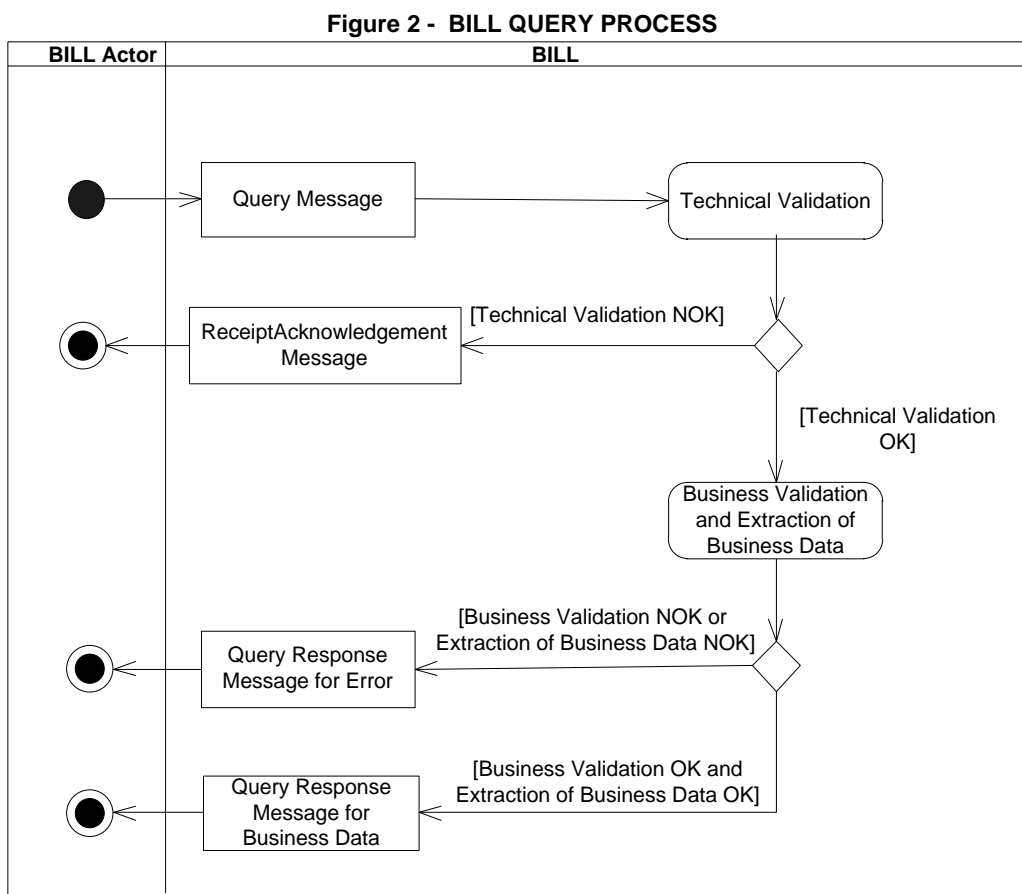 Figure 2 - BILL QUERY PROCESS
BILL Actor
BILL
Query Message
Technical Validation
ReceiptAcknowledgement
Message
[Technical Validation NOK]
[Technical Validation
OK]
Business Validation
and Extraction of
Business Data
[Business Validation NOK or
Extraction of Business Data NOK]
Query Response
Message for Error
[Business Validation OK and
Extraction of Business Data OK]
Query Response
Message for
Business Data